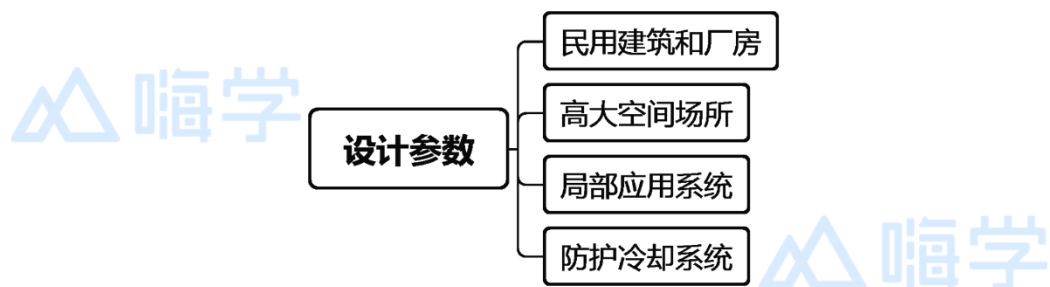 民用建筑和厂房
嗨学
高大空间场所
设计参数
局部应用系统
防护冷却系统
嗨学